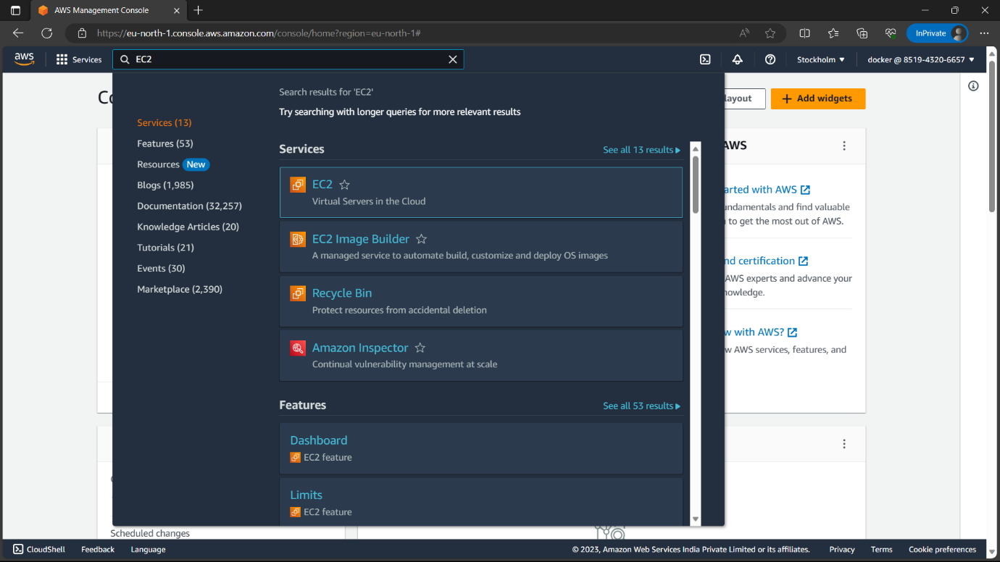 AWS Management Console
https://eu-north-1.console.aws.amazon.com/console/home?region=eu-north-1#
InPrivate
aws
Services
EC2
Stockholm
docker @ 8519-4320-6657
Search results for 'EC2'
Try searching with longer queries for more relevant results
Services (13)
Features (53)
Resources New
Blogs (1,985)
Documentation (32,257)
Knowledge Articles (20)
Tutorials (21)
Events (30)
Marketplace (2,390)
Services
See all 13 results
EC2
Virtual Servers in the Cloud
EC2 Image Builder
A managed service to automate build, customize and deploy OS images
Recycle Bin
Protect resources from accidental deletion
Amazon Inspector
Continual vulnerability management at scale
Features
See all 53 results
Dashboard
EC2 feature
Limits
EC2 feature
Co
layout
+ Add widgets
AWS
arted with AWS
undamentals and find valuable
to get the most out of AWS.
nd certification
AWS experts and advance your
nowledge.
w with AWS?
w AWS services, features, and
Scheduled changes
CloudShell
Feedback
Language
© 2023, Amazon Web Services India Private Limited or its affiliates.
Privacy
Terms
Cookie preferences